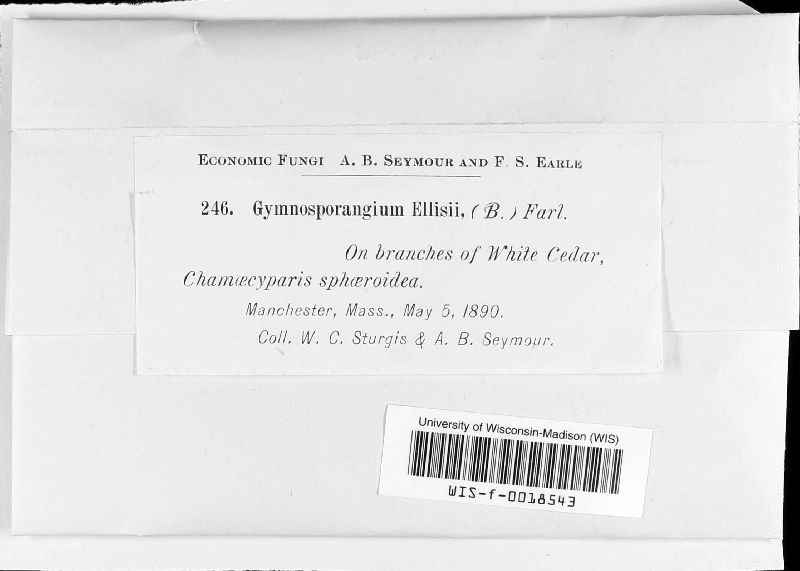 Economic Fungi A. B. Seymour and F. S. Earle
246. Gymnosporangium Ellisii, (B.) Farl.
On branches of White Cedar,
Chamæcyparis sphæroidea.
Manchester, Mass., May 5, 1890.
Coll. W. C. Sturgis & A. B. Seymour.
University of Wisconsin-Madison (WIS)
WIS-f-0018543